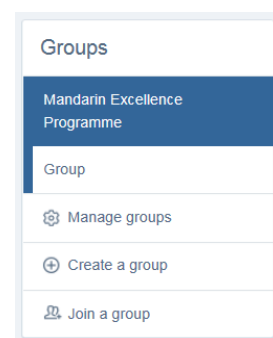 Groups
Mandarin Excellence
Programme
Group
Manage groups
Create a group
Join a group